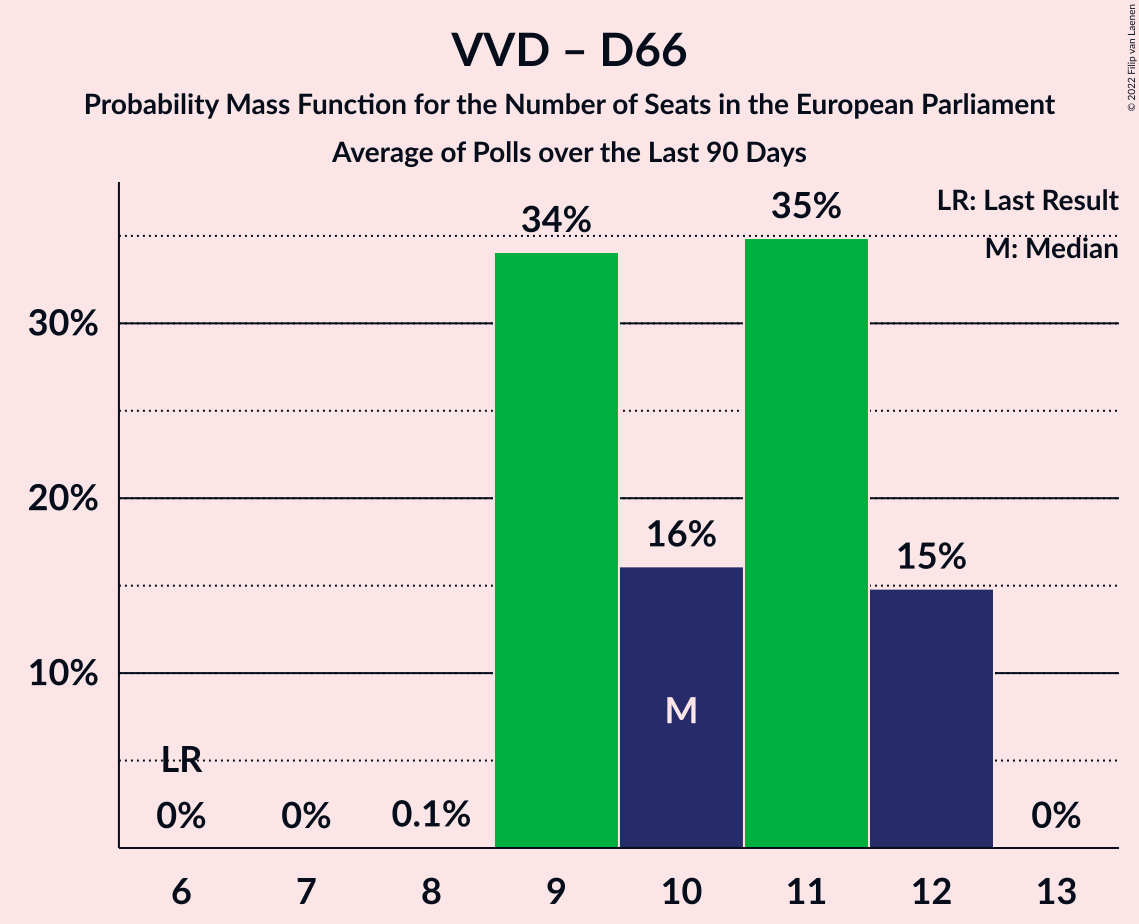 VVD – D66
Probability Mass Function for the Number of Seats in the European Parliament
Average of Polls over the Last 90 Days
© 2022 Filip van Laenen
LR: Last Result
M: Median
34%
35%
30%
20%
16%
15%
10%
M
LR
0%
0%
0.1%
0%
6
7
8
9
10
11
12
13